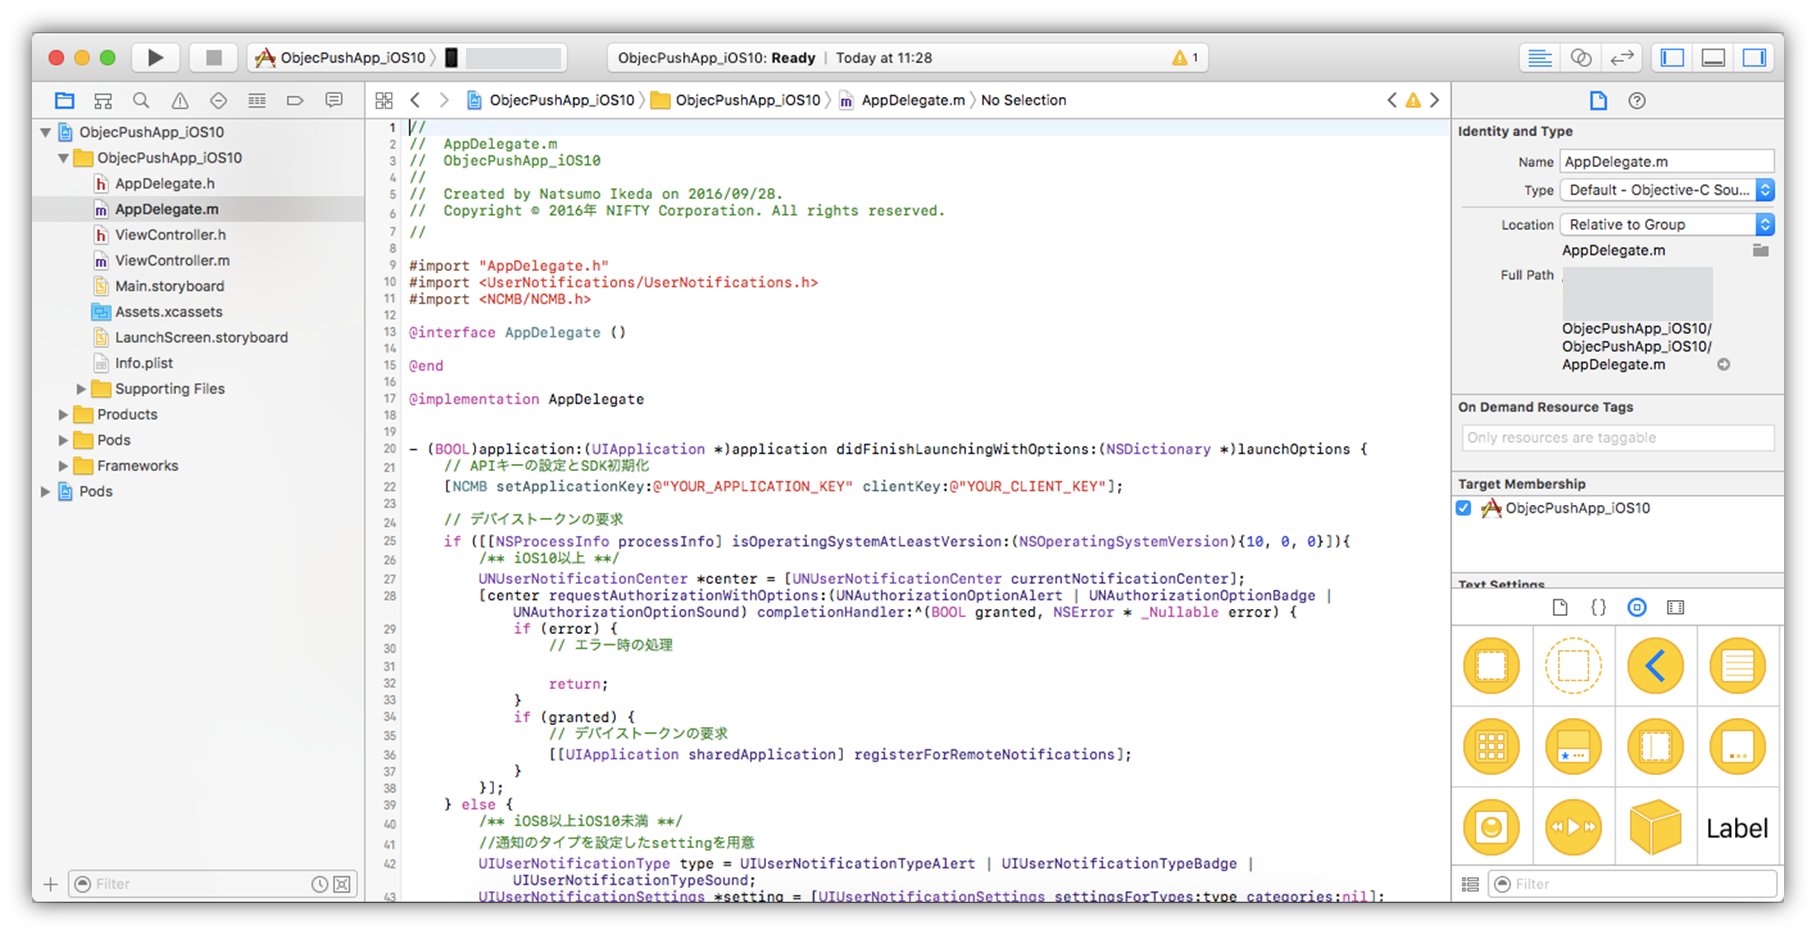 ObjecPushApp_iOS10
ObjecPushApp_iOS10: Ready | Today at 11:28
1
ObjecPushApp_iOS10
ObjecPushApp_iOS10
AppDelegate.h
AppDelegate.m
ViewController.h
ViewController.m
Main.storyboard
Assets.xcassets
LaunchScreen.storyboard
Info.plist
Supporting Files
Products
Pods
Frameworks
Pods
Filter
ObjecPushApp_iOS10 ObjecPushApp_iOS10 m AppDelegate.m No Selection
1 //
2 //  AppDelegate.m
3 //  ObjecPushApp_iOS10
4 //
5 //  Created by Natsumo Ikeda on 2016/09/28.
6 //  Copyright © 2016年 NIFTY Corporation. All rights reserved.
7 //
8
9 #import "AppDelegate.h"
10 #import <UserNotifications/UserNotifications.h>
11 #import <NCMB/NCMB.h>
12
13 @interface AppDelegate ()
14
15 @end
16
17 @implementation AppDelegate
18
19
20 - (BOOL)application:(UIApplication *)application didFinishLaunchingWithOptions:(NSDictionary *)launchOptions {
21 // APIキーの設定とSDK初期化
22 [NCMB setApplicationKey:@"YOUR_APPLICATION_KEY" clientKey:@"YOUR_CLIENT_KEY"];
23
24 // デバイストークンの要求
25 if ([[NSProcessInfo processInfo] isOperatingSystemAtLeastVersion:(NSOperatingSystemVersion){10, 0, 0}]){
26 /** iOS10以上 **/
27 UNUserNotificationCenter *center = [UNUserNotificationCenter currentNotificationCenter];
28 [center requestAuthorizationWithOptions:(UNAuthorizationOptionAlert | UNAuthorizationOptionBadge |
UNAuthorizationOptionSound) completionHandler:^(BOOL granted, NSError * _Nullable error) {
29 if (error) {
30 // エラー時の処理
31
32 return;
33 }
34 if (granted) {
35 // デバイストークンの要求
36 [[UIApplication sharedApplication] registerForRemoteNotifications];
37 }
38 }];
39 } else {
40 /** iOS8以上iOS10未満 **/
41 //通知のタイプを設定したsettingを用意
42 UIUserNotificationType type = UIUserNotificationTypeAlert | UIUserNotificationTypeBadge |
UIUserNotificationTypeSound;
43 UIUserNotificationSettings *setting = [UIUserNotificationSettings settingsForTypes:type categories:nil];
Identity and Type
Name AppDelegate.m
Type Default - Objective-C Sou...
Location Relative to Group
AppDelegate.m
Full Path
ObjecPushApp_iOS10/
ObjecPushApp_iOS10/
AppDelegate.m
On Demand Resource Tags
Only resources are taggable
Target Membership
ObjecPushApp_iOS10
Text Settings
Label
Filter